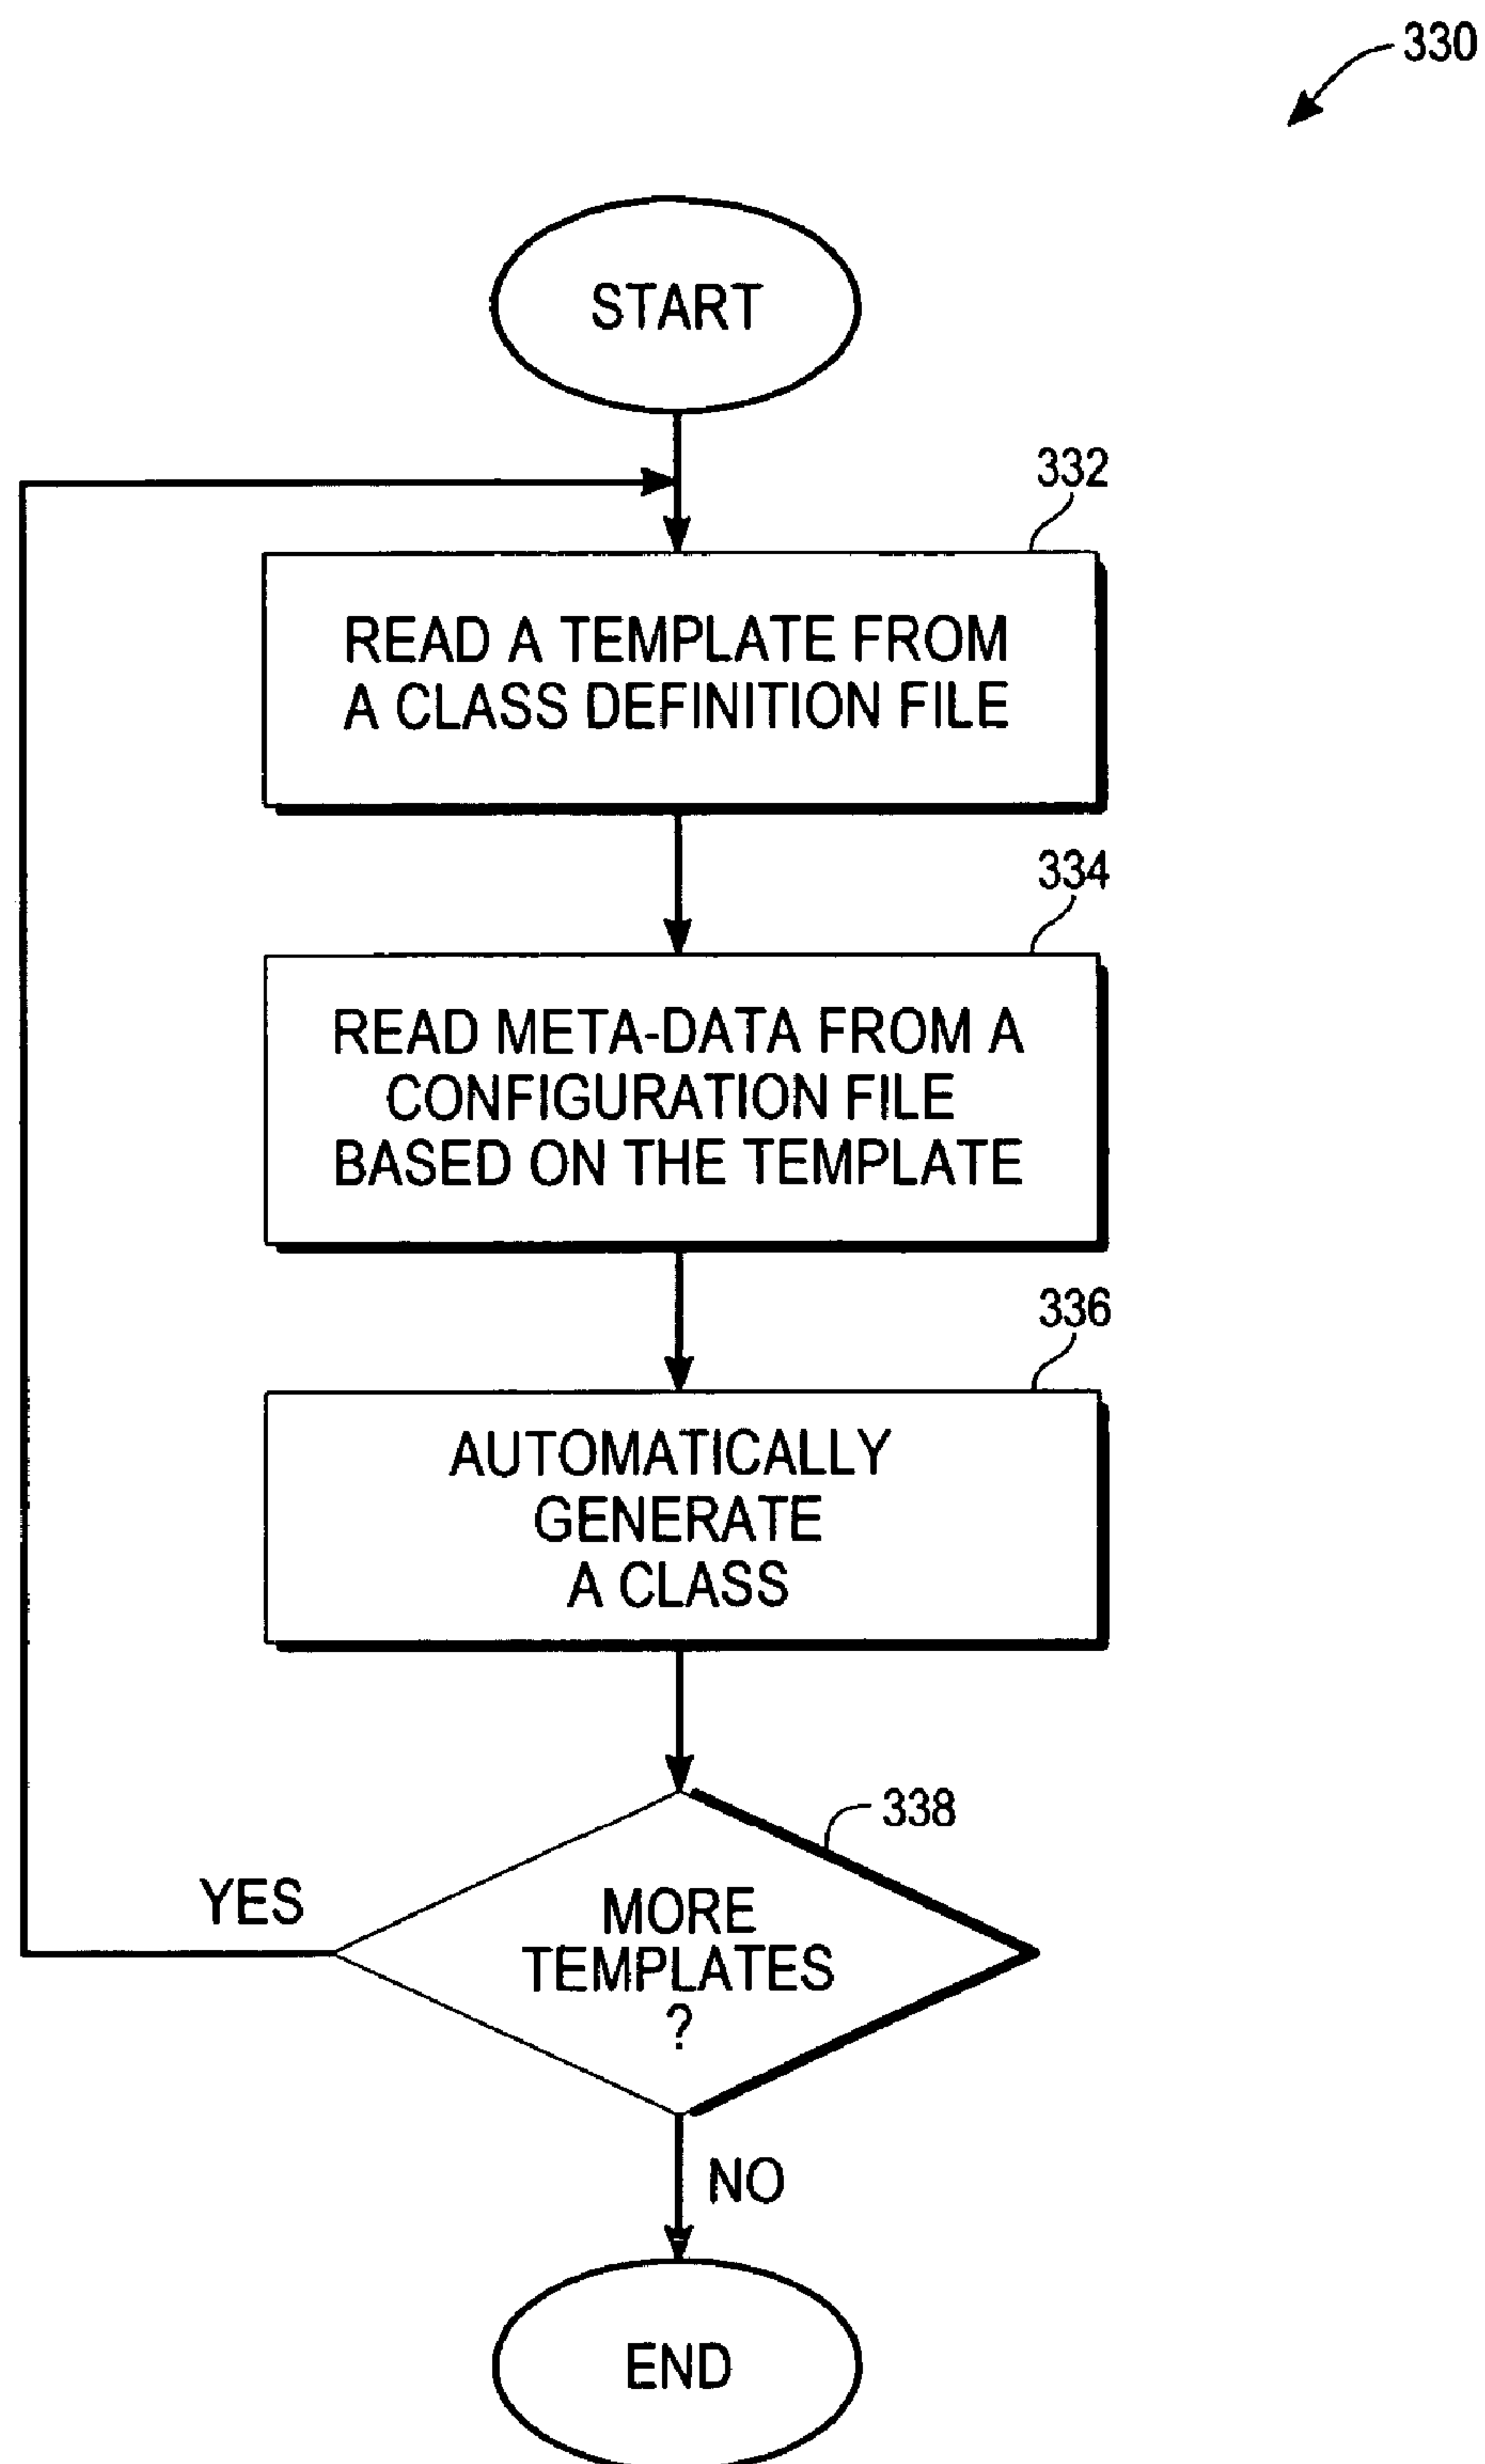 330
START
332
READ A TEMPLATE FROM
A CLASS DEFINITION FILE
334
READ META-DATA FROM A
CONFIGURATION FILE
BASED ON THE TEMPLATE
336
AUTOMATICALLY
GENERATE
A CLASS
338
YES
MORE
TEMPLATES
?
NO
END